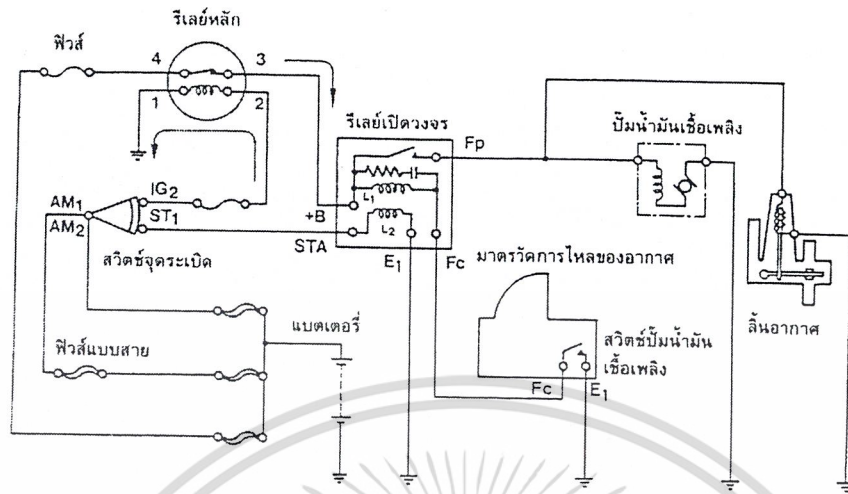 รีเลย์หลัก
ฟิวส์
4 3
1 2
รีเลย์เปิดวงจร
Fp
ปั๊มน้ำมันเชื้อเพลิง
AM1 IG2
AM2 ST1
+B
L1
L2
STA
E1 Fc
สวิตช์จุดระเบิด
มาตรวัดการไหลของอากาศ
ลิ้นอากาศ
แบตเตอรี่
สวิตช์ปั๊มน้ำมัน
เชื้อเพลิง
ฟิวส์แบบสาย
Fc E1